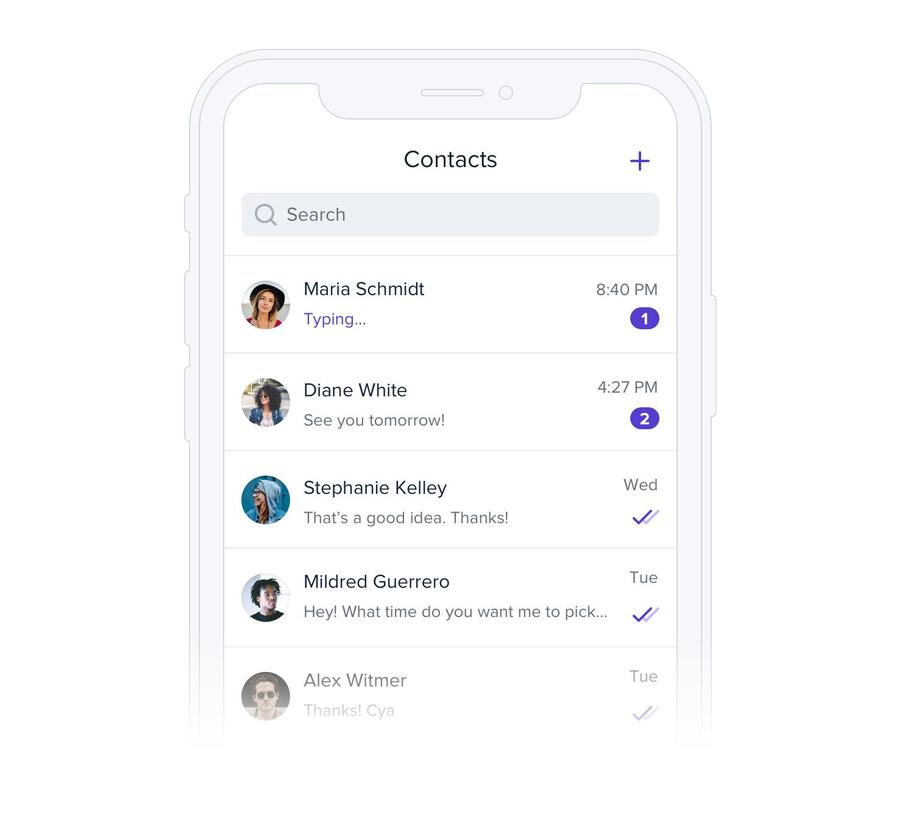 Contacts
Search
Maria Schmidt 8:40 PM
Typing... 1
Diane White 4:27 PM
See you tomorrow! 2
Stephanie Kelley Wed
That’s a good idea. Thanks!
Mildred Guerrero Tue
Hey! What time do you want me to pick...
Alex Witmer Tue
Thanks! Cya